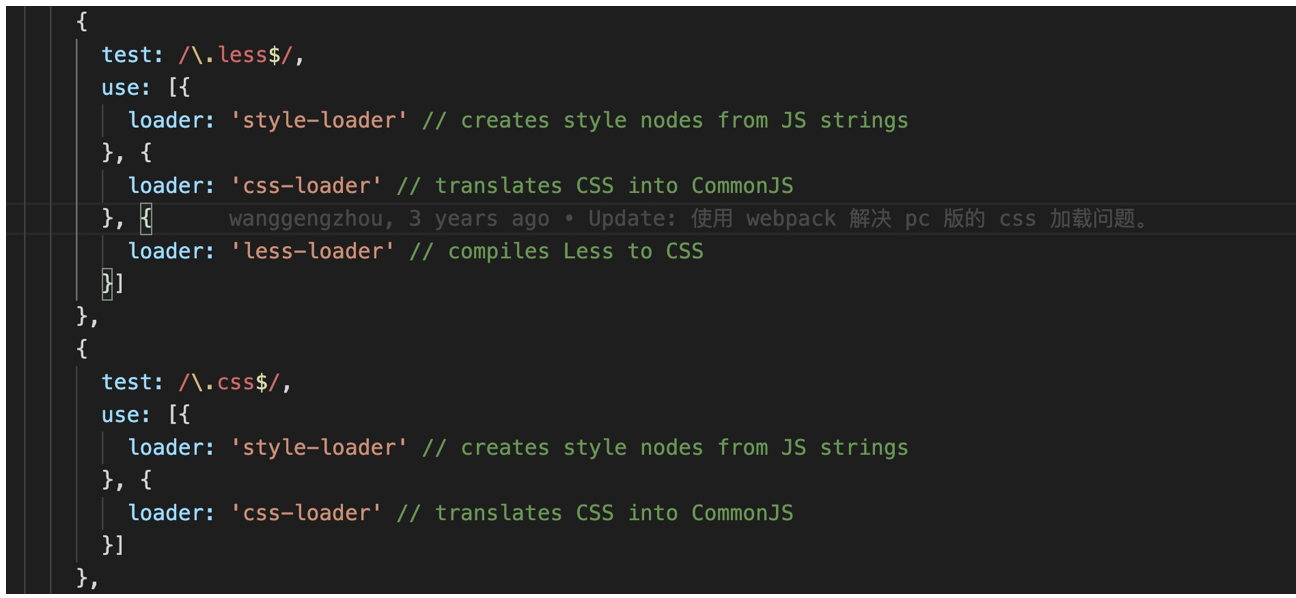 {
test: /\.less$/,
use: [{
loader: 'style-loader' // creates style nodes from JS strings
}, {
loader: 'css-loader' // translates CSS into CommonJS
}, { wanggengzhou, 3 years ago • Update: 使用 webpack 解决 pc 版的 css 加载问题。
loader: 'less-loader' // compiles Less to CSS
}]
},
{
test: /\.css$/,
use: [{
loader: 'style-loader' // creates style nodes from JS strings
}, {
loader: 'css-loader' // translates CSS into CommonJS
}]
},